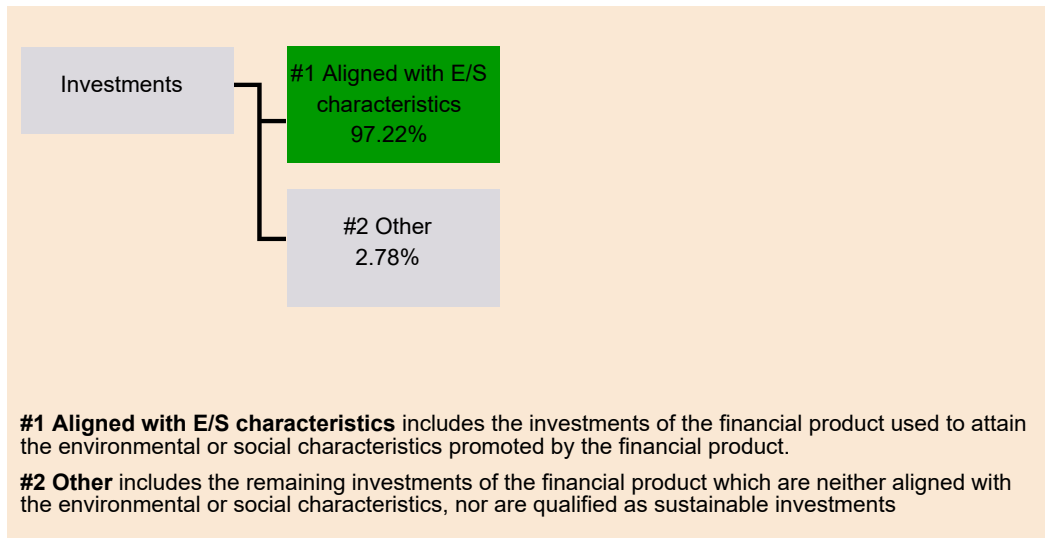 Investments
#1 Aligned with E/S
characteristics
97.22%
#2 Other
2.78%
#1 Aligned with E/S characteristics includes the investments of the financial product used to attain
the environmental or social characteristics promoted by the financial product.
#2 Other includes the remaining investments of the financial product which are neither aligned with
the environmental or social characteristics, nor are qualified as sustainable investments